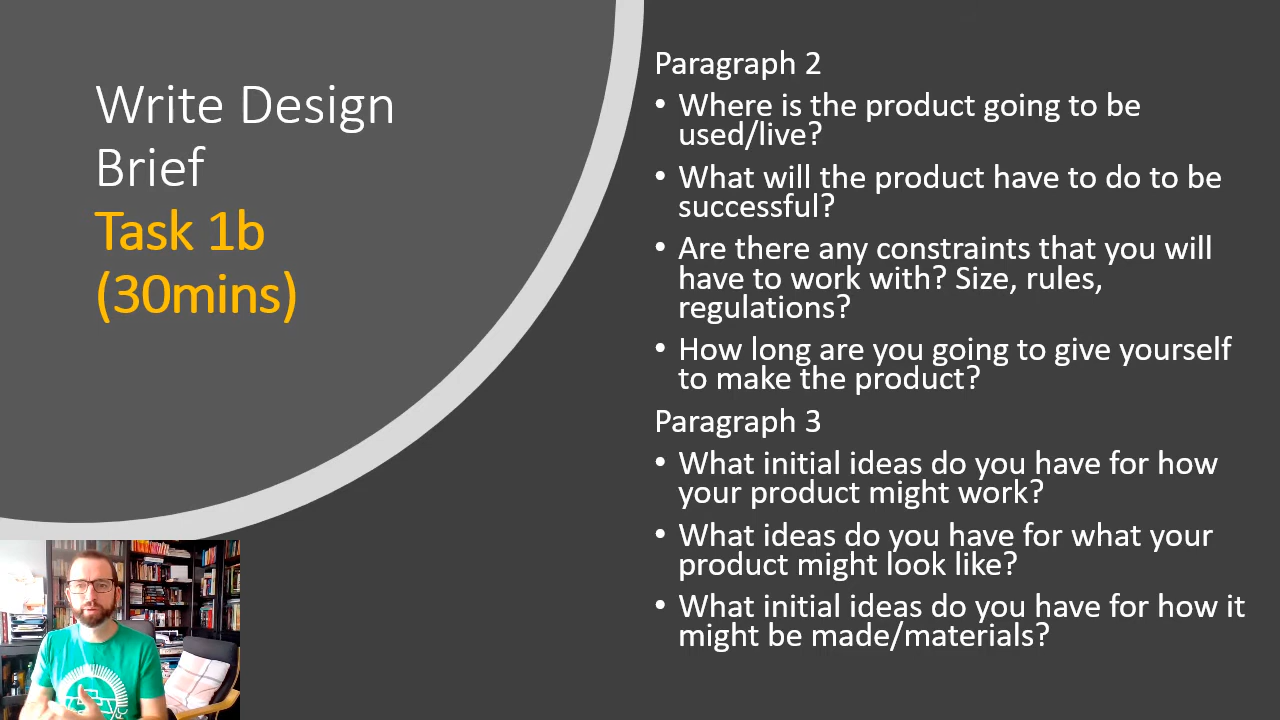 Write Design
Brief
Task 1b
(30mins)
Paragraph 2
• Where is the product going to be
used/live?
• What will the product have to do to be
successful?
• Are there any constraints that you will
have to work with? Size, rules,
regulations?
• How long are you going to give yourself
to make the product?
Paragraph 3
• What initial ideas do you have for how
your product might work?
• What ideas do you have for what your
product might look like?
• What initial ideas do you have for how it
might be made/materials?